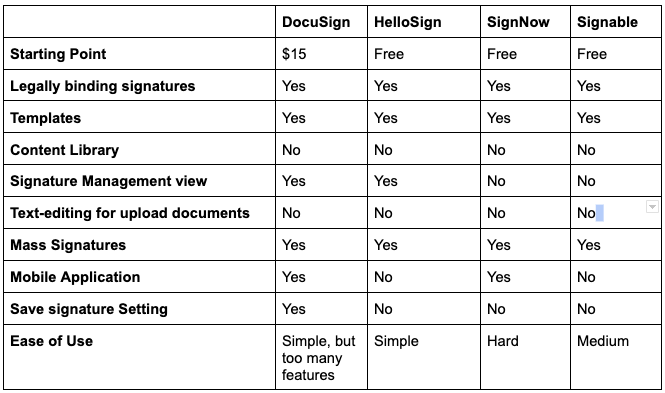 DocuSign HelloSign SignNow Signable
Starting Point $15 Free Free Free
Legally binding signatures Yes Yes Yes Yes
Templates Yes Yes Yes Yes
Content Library No No No No
Signature Management view Yes Yes No No
Text-editing for upload documents No No No No
Mass Signatures Yes Yes Yes Yes
Mobile Application Yes No Yes No
Save signature Setting Yes No No No
Ease of Use Simple, but Simple Hard Medium
too many
features